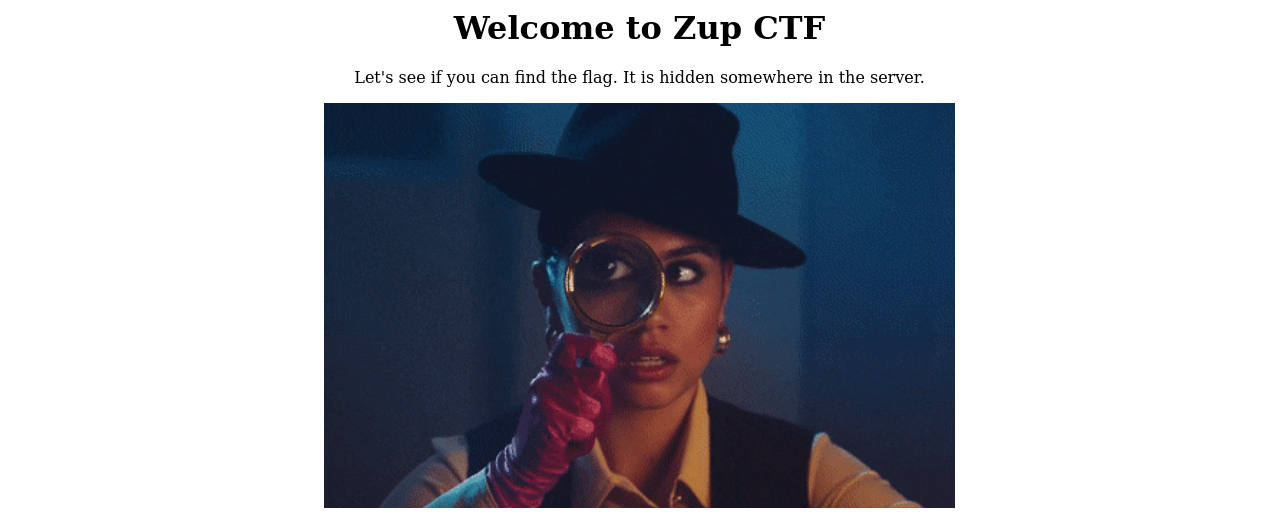 Welcome to Zup CTF
Let's see if you can find the flag. It is hidden somewhere in the server.